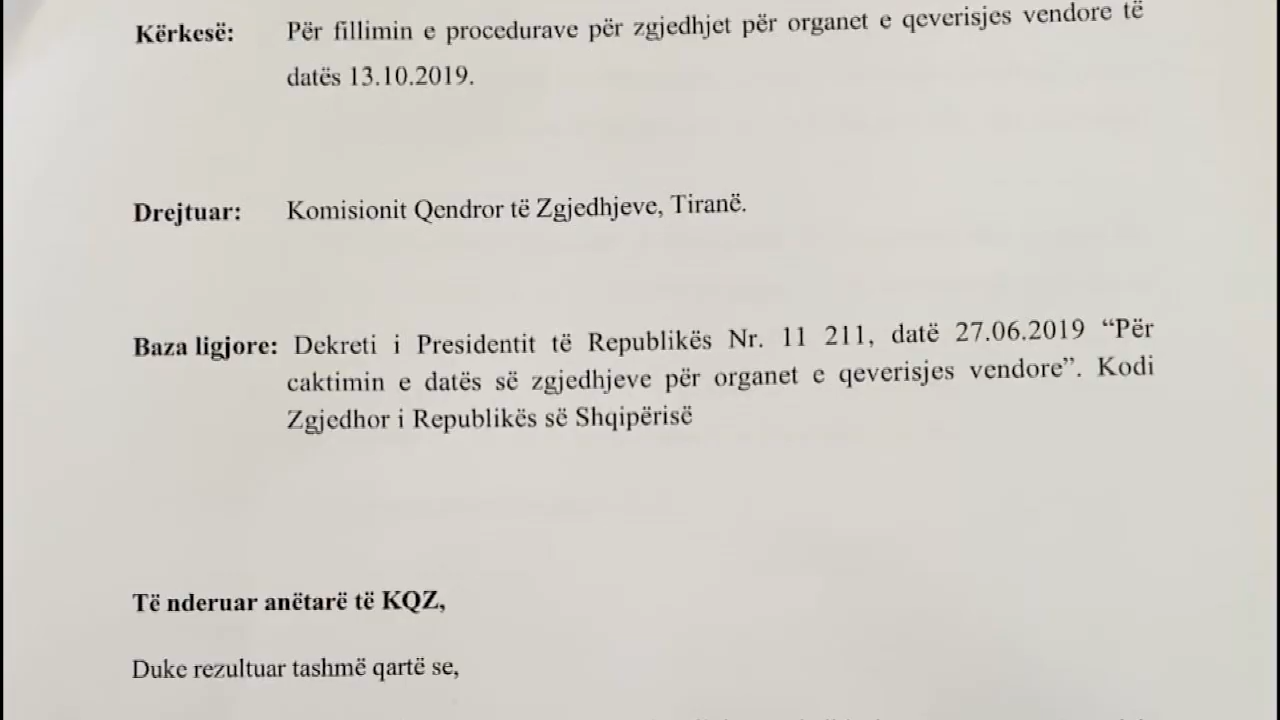 Kërkesë: Për fillimin e procedurave për zgjedhjet për organet e qeverisjes vendore të
datës 13.10.2019.
Drejtuar: Komisionit Qendror të Zgjedhjeve, Tiranë.
Baza ligjore: Dekreti i Presidentit të Republikës Nr. 11 211, datë 27.06.2019 “Për
caktimin e datës së zgjedhjeve për organet e qeverisjes vendore”. Kodi
Zgjedhor i Republikës së Shqipërisë
Të nderuar anëtarë të KQZ,
Duke rezultuar tashmë qartë se,